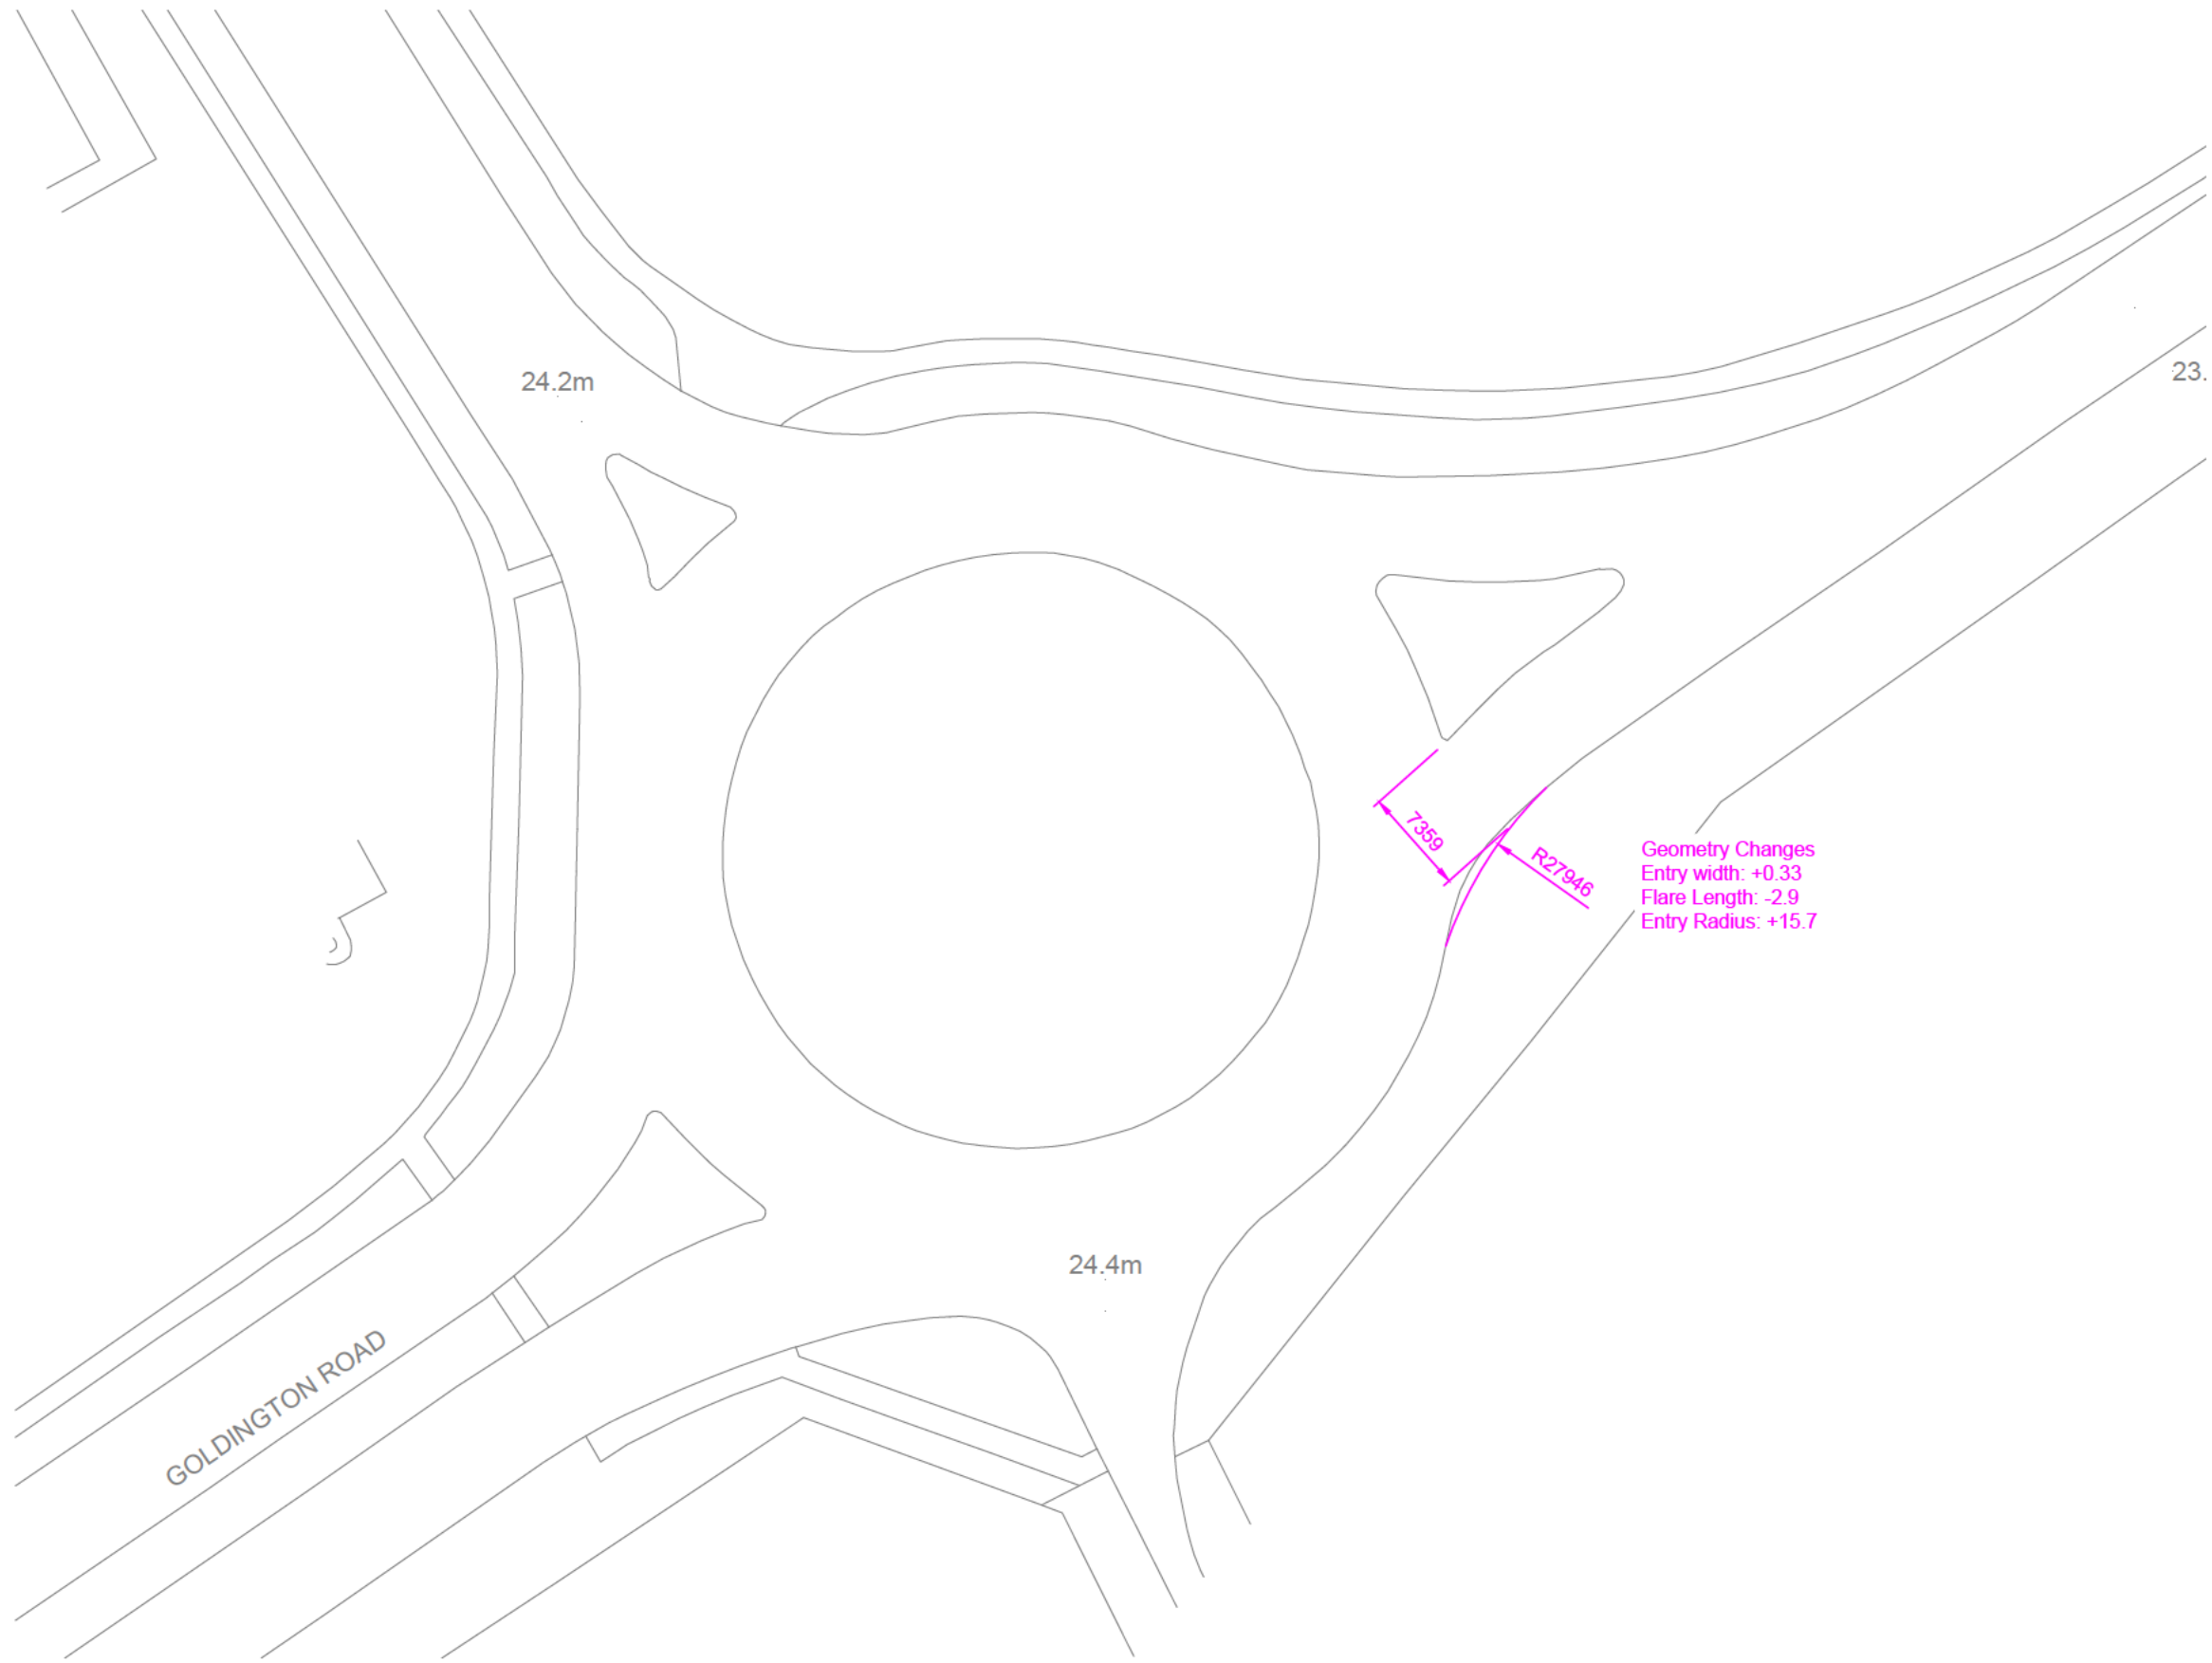 24.2m
23.
7359
R27946
Geometry Changes
Entry width: +0.33
Flare Length: -2.9
Entry Radius: +15.7
24.4m
GOLDINGTON ROAD